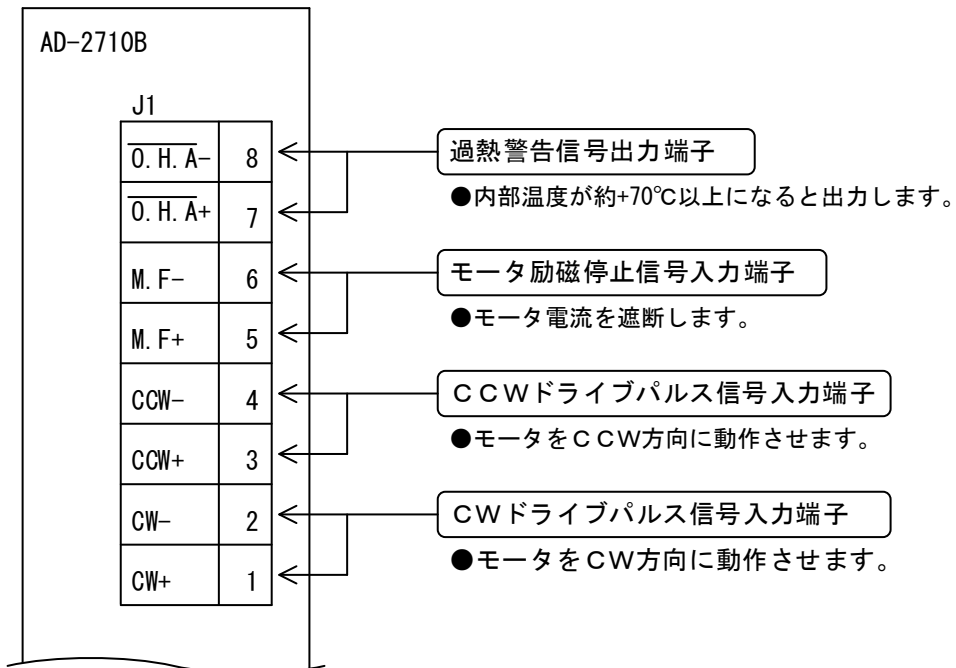 AD-2710B
J1
O.H.A- 8
過熱警告信号出力端子
●内部温度が約+70℃以上になると出力します。
O.H.A+ 7
M.F- 6
モータ励磁停止信号入力端子
●モータ電流を遮断します。
M.F+ 5
CCW- 4
ＣＣＷドライブパルス信号入力端子
●モータをＣＣＷ方向に動作させます。
CCW+ 3
CW- 2
ＣＷドライブパルス信号入力端子
●モータをＣＷ方向に動作させます。
CW+ 1